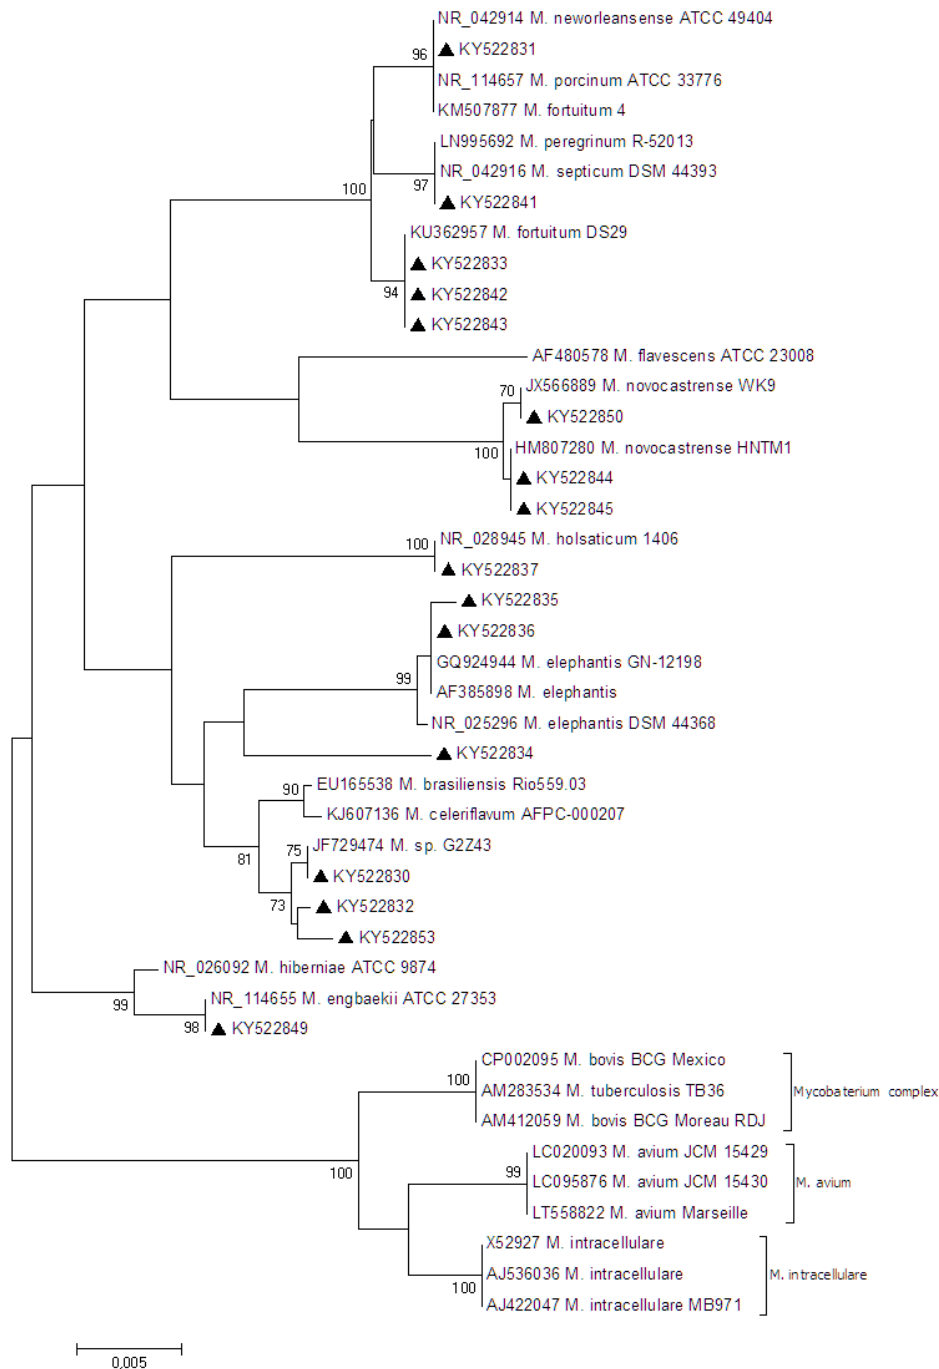 NR_042914 M. neworleansense ATCC 49404
96
KY522831
NR_114657 M. porcinum ATCC 33776
KM507877 M. fortuitum 4
LN995692 M. peregrinum R-52013
NR_042916 M. septicum DSM 44393
100
97
KY522841
KU362957 M. fortuitum DS29
KY522833
94
KY522842
KY522843
AF480578 M. flavescens ATCC 23008
70
JX566889 M. novocastrense WK9
KY522850
HM807280 M. novocastrense HNTM1
100
KY522844
KY522845
100
NR_028945 M. holsaticum 1406
KY522837
KY522835
KY522836
GQ924944 M. elephantis GN-12198
99
AF385898 M. elephantis
NR_025296 M. elephantis DSM 44368
KY522834
90
EU165538 M. brasiliensis Rio559.03
KJ607136 M. celeriflavum AFPC-000207
81
75
JF729474 M. sp. G2Z43
KY522830
73
KY522832
KY522853
NR_026092 M. hiberniae ATCC 9874
99
NR_114655 M. engbaekii ATCC 27353
98
KY522849
CP002095 M. bovis BCG Mexico
100
AM283534 M. tuberculosis TB36
Mycobaterium complex
AM412059 M. bovis BCG Moreau RDJ
LC020093 M. avium JCM 15429
100
99
LC095876 M. avium JCM 15430
M. avium
LT558822 M. avium Marseille
X52927 M. intracellulare
AJ536036 M. intracellulare
M. intracellulare
100
AJ422047 M. intracellulare MB971
0,005